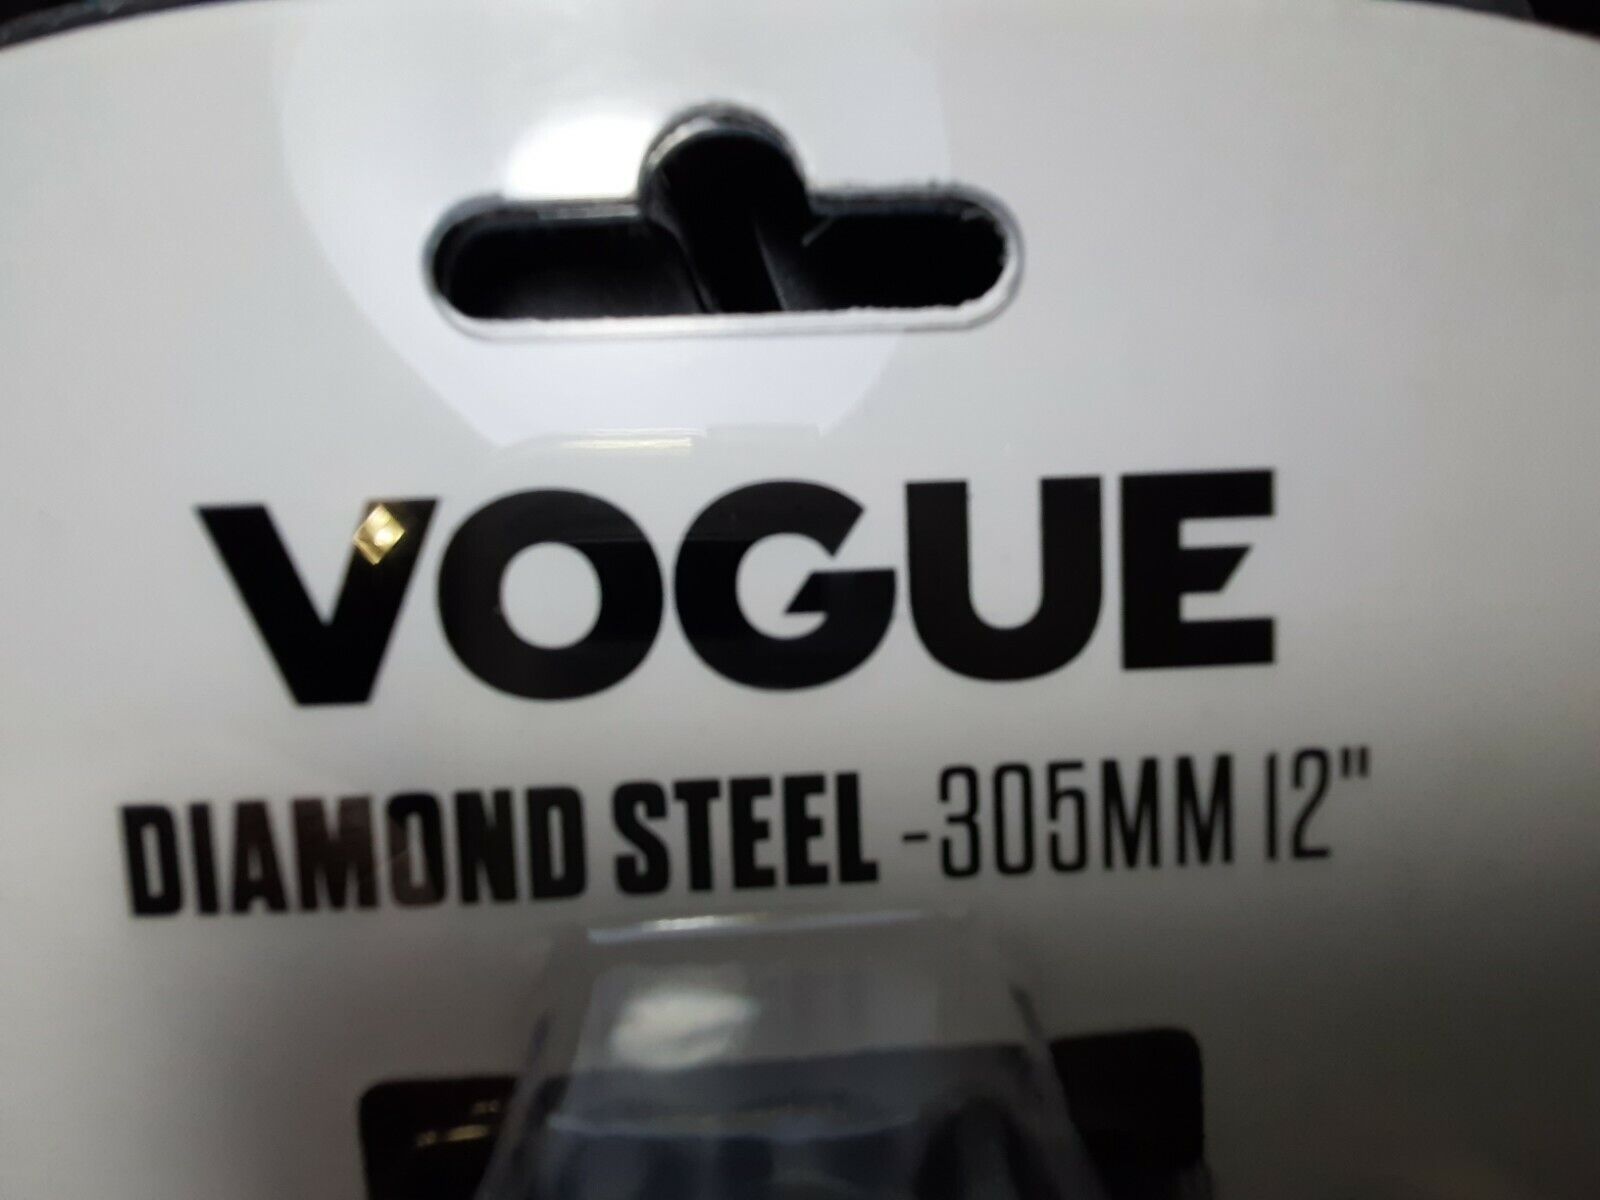 VOGUE
DIAMOND STEEL -305MM 12"